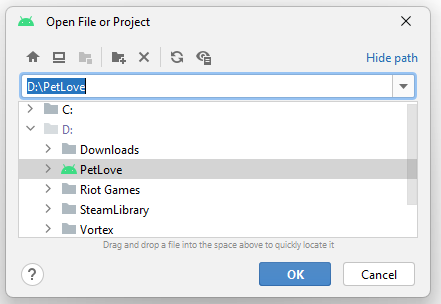 Open File or Project
Hide path
D:\PetLove
C:
D:
Downloads
PetLove
Riot Games
SteamLibrary
Vortex
Drag and drop a file into the space above to quickly locate it
?
OK
Cancel